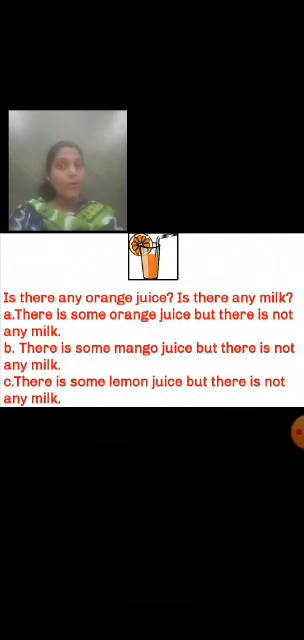 Is there any orange juice? Is there any milk?
a.There is some orange juice but there is not
any milk.
b. There is some mango juice but there is not
any milk.
c.There is some lemon juice but there is not
any milk.